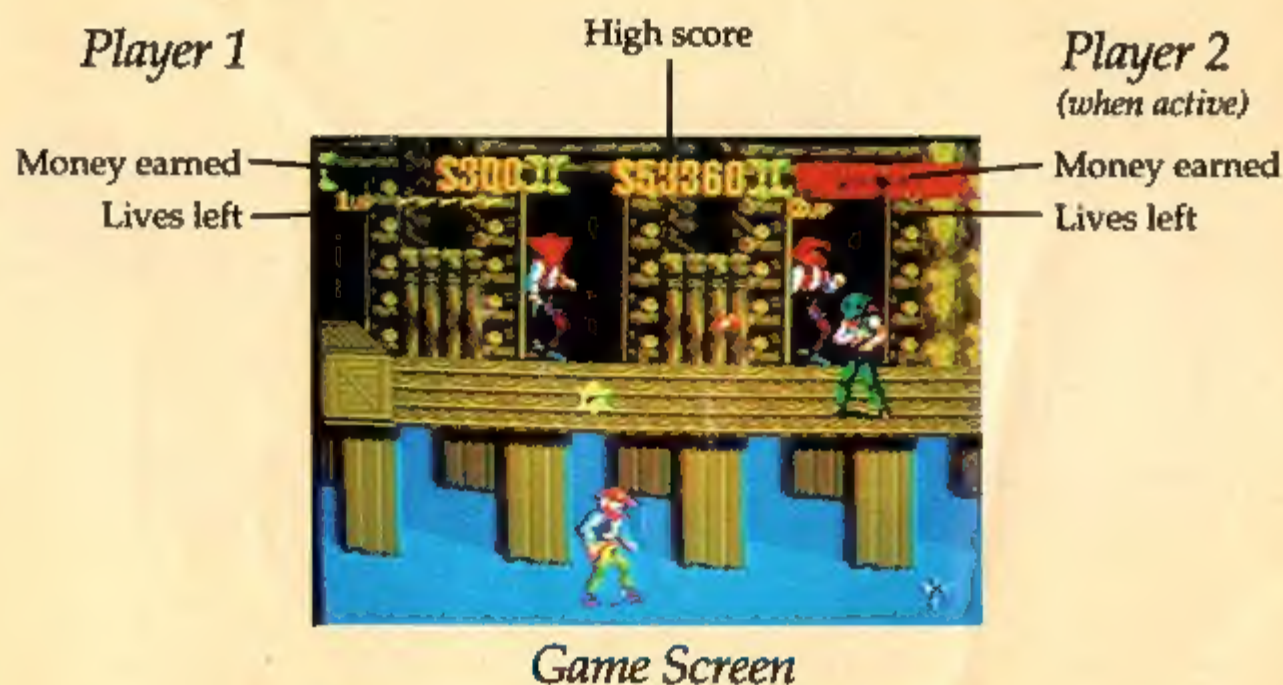 Player 1
High score
Player 2
(when active)
Money earned
Money earned
Lives left
Lives left
$300
$53360
Game Screen